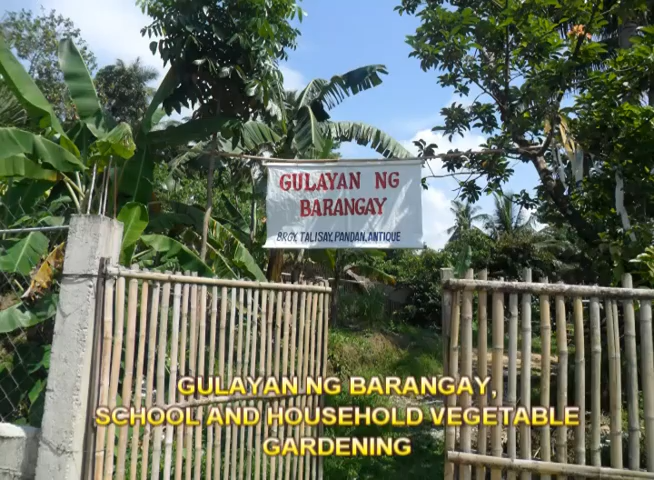 GULAYAN NG
BARANGAY
BRGY, TALISAY, PANDAN, ANTIQUE
GULAYAN NG BARANGAY,
SCHOOL AND HOUSEHOLD VEGETABLE
GARDENING